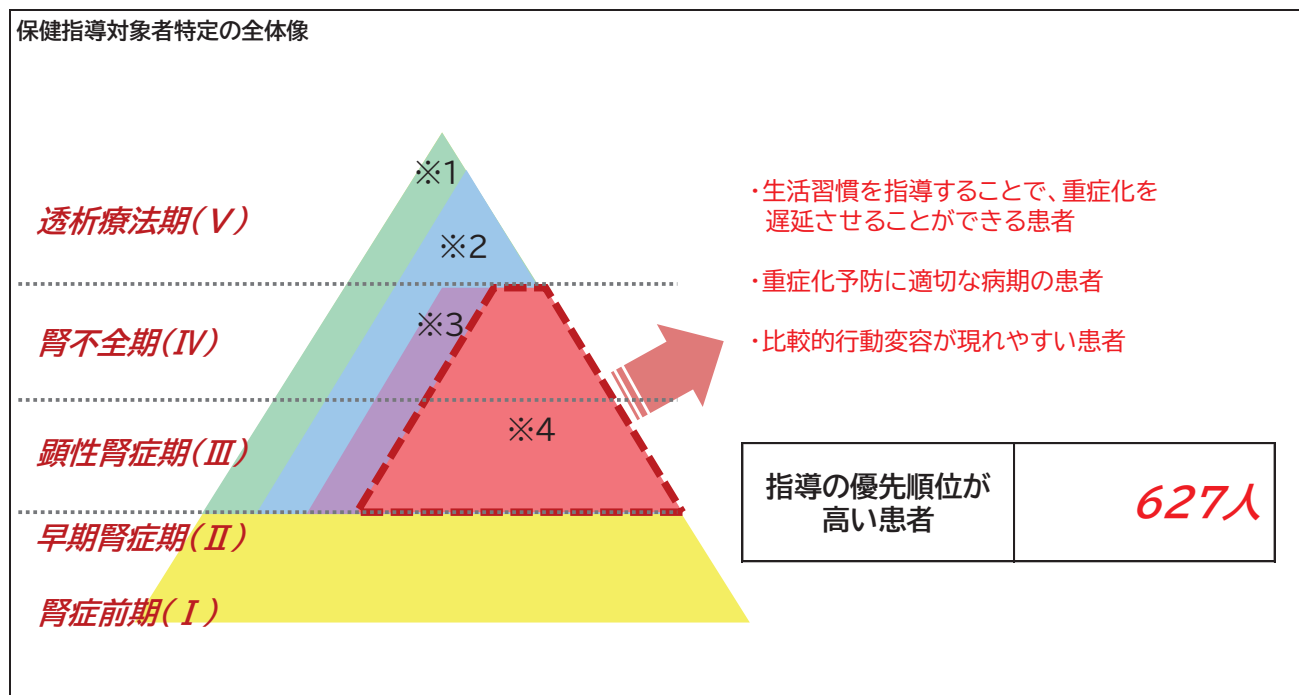 保健指導対象者特定の全体像
※1
透析療法期(Ⅴ)
※2
腎不全期(Ⅳ)
※3
顕性腎症期(Ⅲ)
※4
早期腎症期(Ⅱ)
腎症前期(Ⅰ)
・生活習慣を指導することで、重症化を
遅延させることができる患者
・重症化予防に適切な病期の患者
・比較的行動変容が現れやすい患者
指導の優先順位が
高い患者
627人